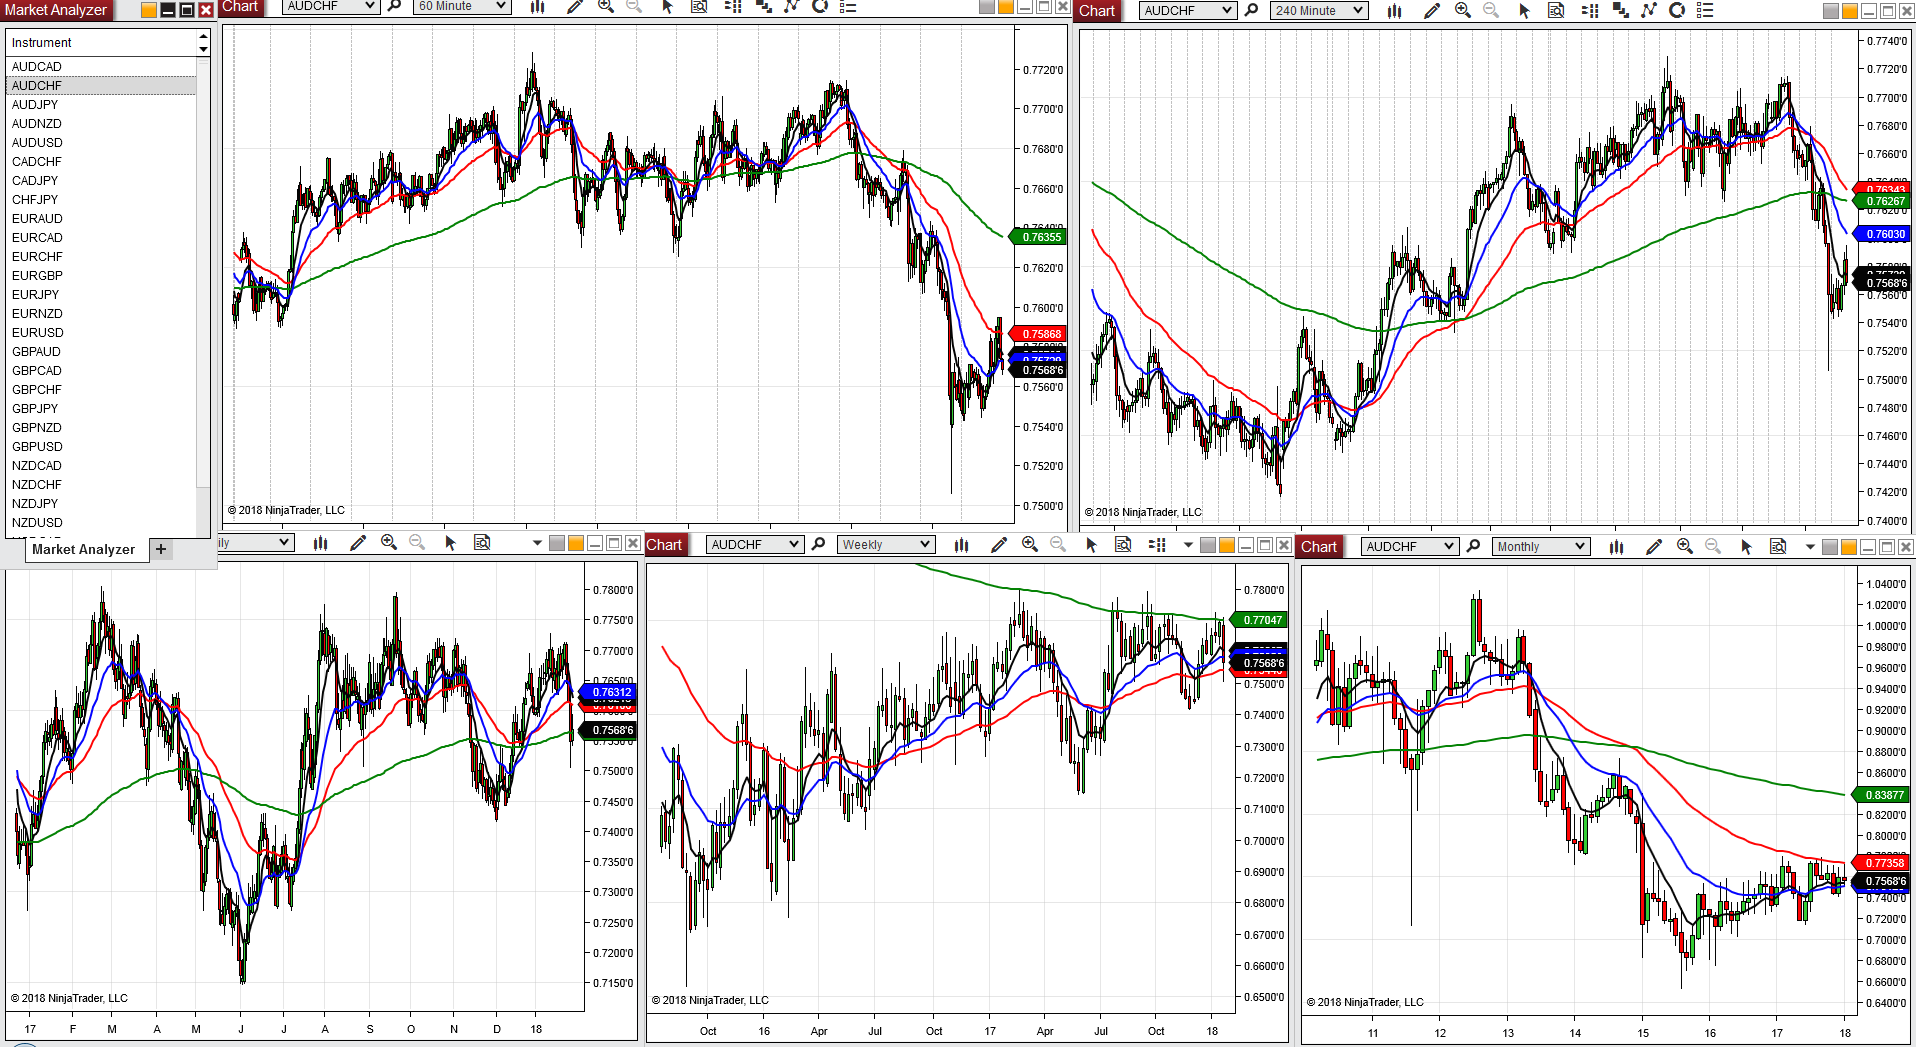 Market Analyzer
Instrument
AUDCAD
AUDCHF
AUDJPY
AUDNZD
AUDUSD
CADCHF
CADJPY
CHFJPY
EURAUD
EURCAD
EURCHF
EURGBP
EURJPY
EURNZD
EURUSD
GBPAUD
GBPCAD
GBPCHF
GBPJPY
GBPNZD
GBPUSD
NZDCAD
NZDCHF
NZDJPY
NZDUSD
Market Analyzer +
Chart AUDCHF 60 Minute
0.7720'0
0.7700'0
0.7680'0
0.7660'0
0.76355
0.7620'0
0.7600'0
0.75868
0.7568'6
0.7560'0
0.7540'0
0.7520'0
0.7500'0
© 2018 NinjaTrader, LLC
Chart AUDCHF 240 Minute
0.7740'0
0.7720'0
0.7700'0
0.7680'0
0.7660'0
0.76343
0.76267
0.7620'0
0.76030
0.7568'6
0.7560'0
0.7540'0
0.7520'0
0.7500'0
0.7480'0
0.7460'0
0.7440'0
0.7420'0
0.7400'0
© 2018 NinjaTrader, LLC
0.7800'0
0.7750'0
0.7700'0
0.7650'0
0.76312
0.7568'6
0.7500'0
0.7450'0
0.7400'0
0.7350'0
0.7300'0
0.7250'0
0.7200'0
0.7150'0
© 2018 NinjaTrader, LLC
17 F M A M J J A S O N D 18
Chart AUDCHF Weekly
0.7800'0
0.77047
0.7568'6
0.7500'0
0.7400'0
0.7300'0
0.7200'0
0.7100'0
0.7000'0
0.6900'0
0.6800'0
0.6700'0
0.6600'0
0.6500'0
© 2018 NinjaTrader, LLC
Oct 16 Apr Jul Oct 17 Apr Jul Oct 18
Chart AUDCHF Monthly
1.0400'0
1.0200'0
1.0000'0
0.9800'0
0.9600'0
0.9400'0
0.9200'0
0.9000'0
0.8800'0
0.8600'0
0.83877
0.8200'0
0.8000'0
0.77358
0.7568'6
0.7400'0
0.7200'0
0.7000'0
0.6800'0
0.6600'0
0.6400'0
© 2018 NinjaTrader, LLC
11 12 13 14 15 16 17 18